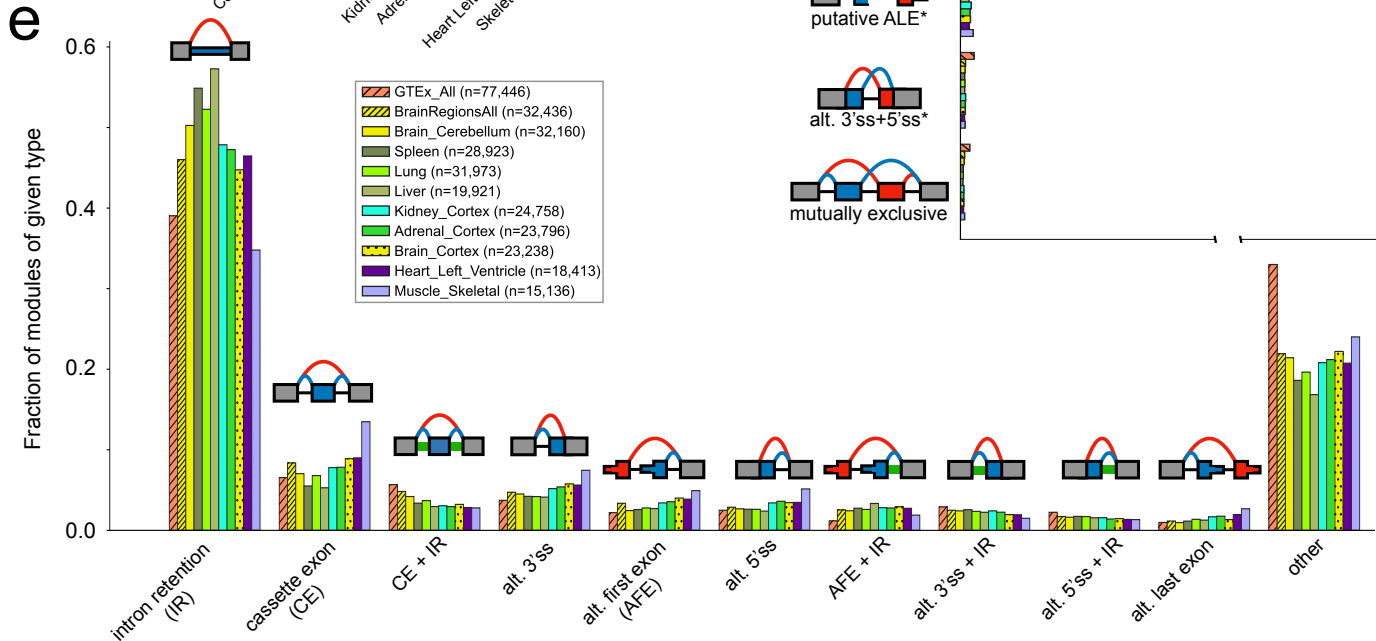 e
Heart Left
putative ALE*
alt. 3'ss+5'ss*
mutually exclusive
Fraction of modules of given type
0.6
0.4
0.2
0.0
GTEx_All (n=77,446)
BrainRegionsAll (n=32,436)
Brain_Cerebellum (n=32,160)
Spleen (n=28,923)
Lung (n=31,973)
Liver (n=19,921)
Kidney_Cortex (n=24,758)
Adrenal_Cortex (n=23,796)
Brain_Cortex (n=23,238)
Heart_Left_Ventricle (n=18,413)
Muscle_Skeletal (n=15,136)
intron retention
(IR)
cassette exon
(CE)
CE + IR
alt. 3'ss
alt. first exon
(AFE)
alt. 5'ss
AFE + IR
alt. 3'ss + IR
alt. 5'ss + IR
alt. last exon
other